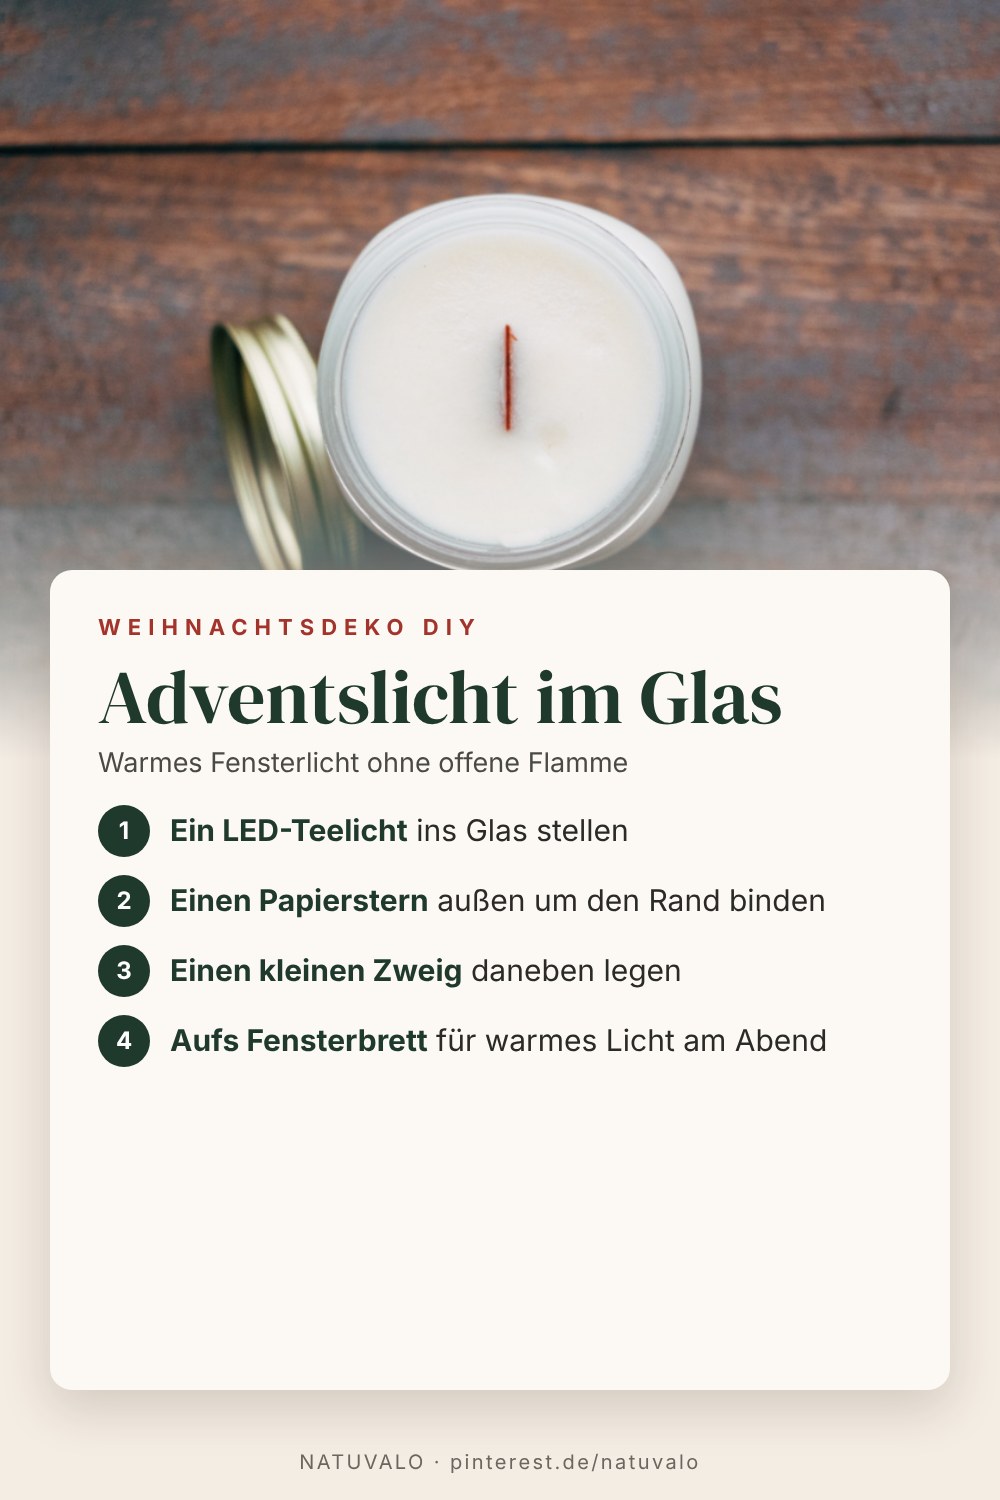 WEIHNACHTSDEKO DIY
Adventslicht im Glas
Warmes Fensterlicht ohne offene Flamme
1 Ein LED-Teelicht ins Glas stellen
2 Einen Papierstern außen um den Rand binden
3 Einen kleinen Zweig daneben legen
4 Aufs Fensterbrett für warmes Licht am Abend
NATUVALO · pinterest.de/natuvalo